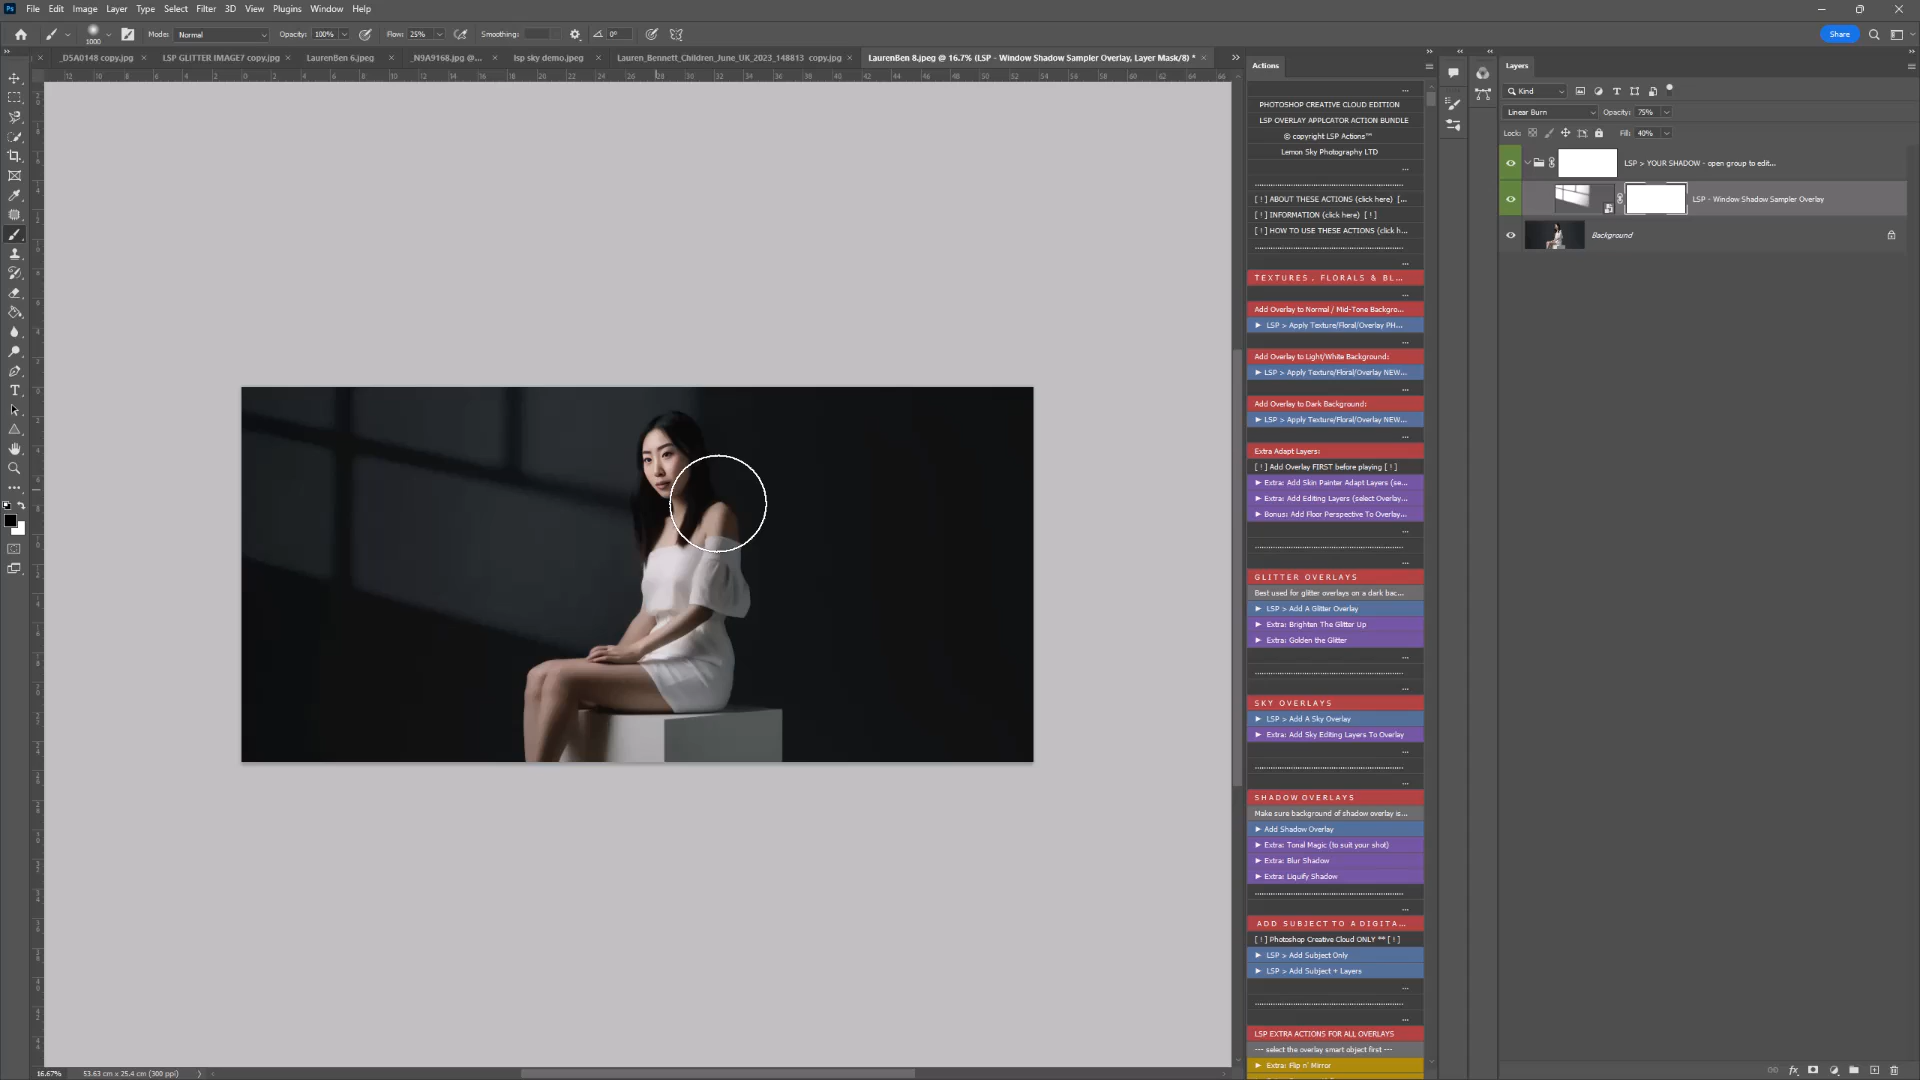 Ps File Edit Image Layer Type Select Filter 3D View Plugins Window Help
1000 Mode: Normal Opacity: 100% Flow: 25% Smoothing: 0° Share
_D5A0148 copy.jpg × LSP GLITTER IMAGE7 copy.jpg × LaurenBen 6.jpeg × _N9A9168.jpg @... × lsp sky demo.jpeg × Lauren_Bennett_Children_June_UK_2023_148813 copy.jpg × LaurenBen 8.jpeg @ 16.7% (LSP - Window Shadow Sampler Overlay, Layer Mask/8) * ×
Actions
...
PHOTOSHOP CREATIVE CLOUD EDITION
LSP OVERLAY APPLCATOR ACTION BUNDLE
© copyright LSP Actions™
Lemon Sky Photography LTD
...
[ ! ] ABOUT THESE ACTIONS (click here) [...
[ ! ] INFORMATION (click here) [ ! ]
[ ! ] HOW TO USE THESE ACTIONS (click h...
...
TEXTURES, FLORALS & BL...
...
Add Overlay to Normal / Mid-Tone Backgro...
LSP > Apply Texture/Floral/Overlay PH...
...
Add Overlay to Light/White Background:
LSP > Apply Texture/Floral/Overlay NEW...
...
Add Overlay to Dark Background:
LSP > Apply Texture/Floral/Overlay NEW...
...
Extra Adapt Layers:
[ ! ] Add Overlay FIRST before playing [ ! ]
Extra: Add Skin Painter Adapt Layers (se...
Extra: Add Editing Layers (select Overlay...
Bonus: Add Floor Perspective To Overlay...
...
...
GLITTER OVERLAYS
Best used for glitter overlays on a dark bac...
LSP > Add A Glitter Overlay
Extra: Brighten The Glitter Up
Extra: Golden the Glitter
...
...
SKY OVERLAYS
LSP > Add A Sky Overlay
Extra: Add Sky Editing Layers To Overlay
...
...
SHADOW OVERLAYS
Make sure background of shadow overlay is...
Add Shadow Overlay
Extra: Tonal Magic (to suit your shot)
Extra: Blur Shadow
Extra: Liquify Shadow
...
ADD SUBJECT TO A DIGITA...
[ ! ] Photoshop Creative Cloud ONLY ** [ ! ]
LSP > Add Subject Only
LSP > Add Subject + Layers
...
...
LSP EXTRA ACTIONS FOR ALL OVERLAYS
--- select the overlay smart object first ---
Extra: Flip n' Mirror
Layers
Kind
Linear Burn Opacity: 75%
Lock: Fill: 40%
LSP > YOUR SHADOW - open group to edit...
LSP - Window Shadow Sampler Overlay
Background
16.67% 53.63 cm x 25.4 cm (300 ppi)